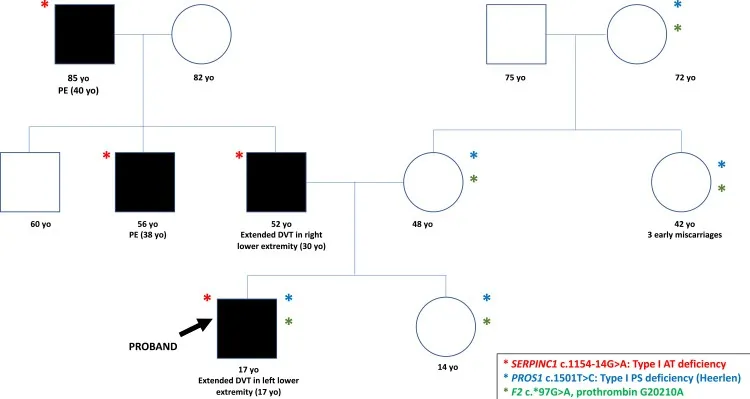 * * * *
85 yo
PE (40 yo)
82 yo
75 yo
72 yo
* * * * * *
60 yo
56 yo
PE (38 yo)
52 yo
Extended DVT in right
lower extremity (30 yo)
48 yo
42 yo
3 early miscarriages
* * * * *
PROBAND
17 yo
Extended DVT in left lower
extremity (17 yo)
14 yo
* SERPINC1 c.1154-14G>A: Type I AT deficiency
* PROS1 c.1501T>C: Type I PS deficiency (Heerlen)
* F2 c.*97G>A, prothrombin G20210A